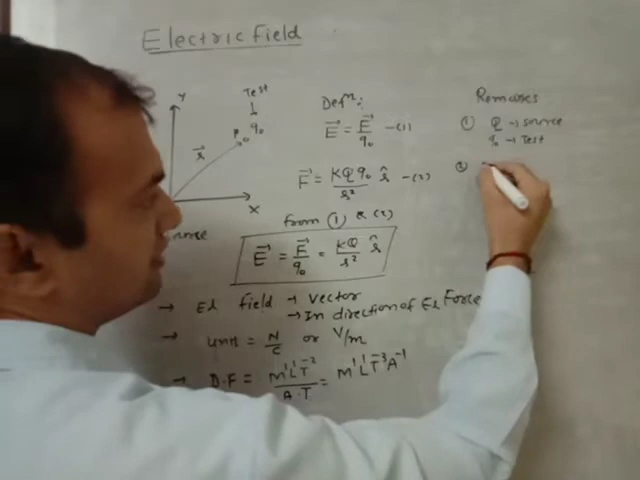 Electric field
Y
Test
q₀
P
r⃗
X
Defⁿ:
E⃗ = F⃗/q₀ —(1)
F⃗ = KQq₀/r² r̂ —(2)
from ① & (2)
E⃗ = F⃗/q₀ = KQ/r² r̂
→ El field → vector
→ In direction of El Force
→ Unit = N/C or V/m
→ D.F = M¹L¹T⁻²/A·T = M¹L¹T⁻³A⁻¹
Remarks
① Q → source
q₀ → Test
②